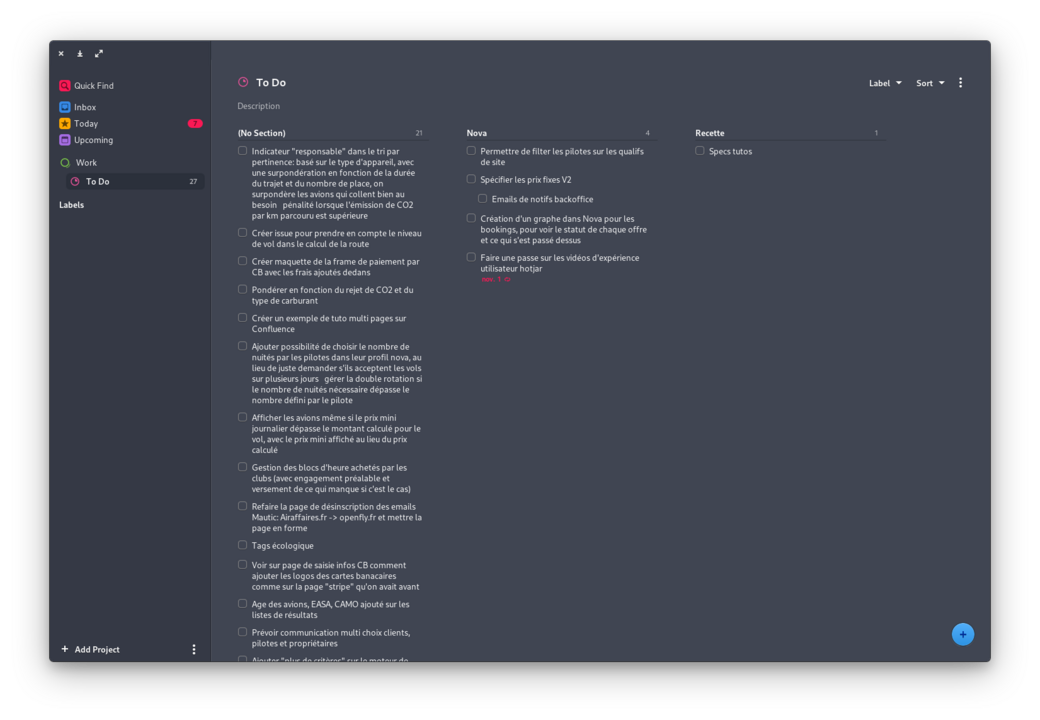 Quick Find
Inbox
Today 7
Upcoming
Work
To Do 27
Labels
Add Project
To Do
Label
Sort
Description
(No Section) 21
Indicateur "responsable" dans le tri par
pertinence: basé sur le type d'appareil, avec
une surpondération en fonction de la durée
du trajet et du nombre de place, on
surpondère les avions qui collent bien au
besoin pénalité lorsque l'émission de CO2
par km parcouru est supérieure
Créer issue pour prendre en compte le niveau
de vol dans le calcul de la route
Créer maquette de la frame de paiement par
CB avec les frais ajoutés dedans
Pondérer en fonction du rejet de CO2 et du
type de carburant
Créer un exemple de tuto multi pages sur
Confluence
Ajouter possibilité de choisir le nombre de
nuités par les pilotes dans leur profil nova, au
lieu de juste demander s'ils acceptent les vols
sur plusieurs jours gérer la double rotation si
le nombre de nuités nécessaire dépasse le
nombre défini par le pilote
Afficher les avions même si le prix mini
journalier dépasse le montant calculé pour le
vol, avec le prix mini affiché au lieu du prix
calculé
Gestion des blocs d'heure achetés par les
clubs (avec engagement préalable et
versement de ce qui manque si c'est le cas)
Refaire la page de désinscription des emails
Mautic: Airaffaires.fr -> openfly.fr et mettre la
page en forme
Tags écologique
Voir sur page de saisie infos CB comment
ajouter les logos des cartes banacaires
comme sur la page "stripe" qu'on avait avant
Age des avions, EASA, CAMO ajouté sur les
listes de résultats
Prévoir communication multi choix clients,
pilotes et propriétaires
Ajouter "plus de critères" sur le moteur de
Nova 4
Permettre de filter les pilotes sur les qualifs
de site
Spécifier les prix fixes V2
Emails de notifs backoffice
Création d'un graphe dans Nova pour les
bookings, pour voir le statut de chaque offre
et ce qui s'est passé dessus
Faire une passe sur les vidéos d'expérience
utilisateur hotjar
Recette 1
Specs tutos